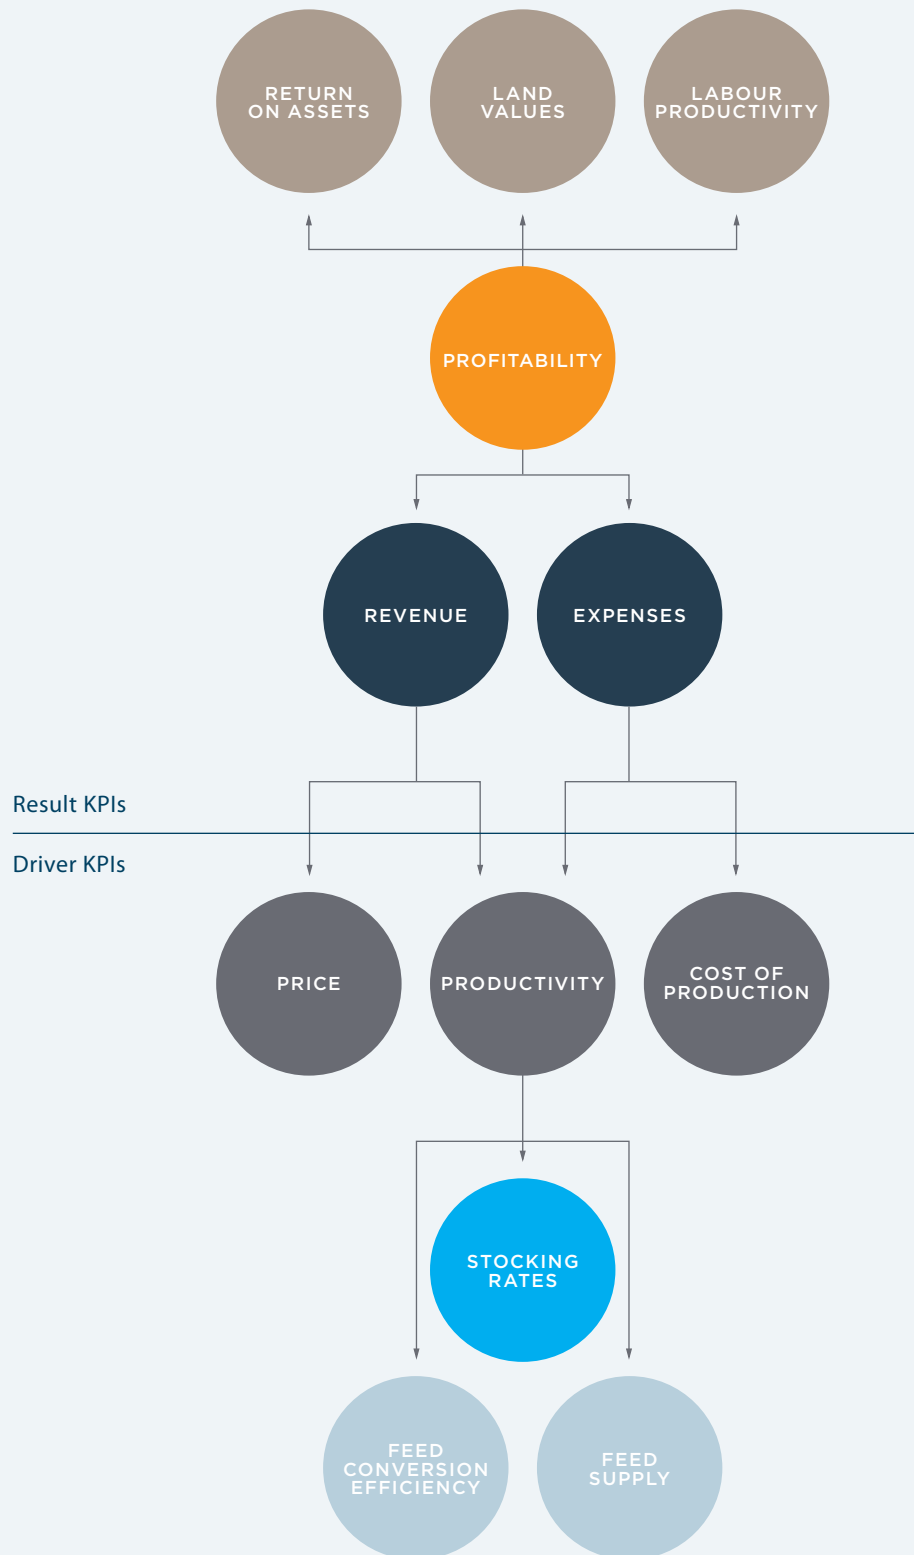 RETURN
ON ASSETS
LAND
VALUES
LABOUR
PRODUCTIVITY
PROFITABILITY
REVENUE
EXPENSES
Result KPIs
Driver KPIs
PRICE
PRODUCTIVITY
COST OF
PRODUCTION
STOCKING
RATES
FEED
CONVERSION
EFFICIENCY
FEED
SUPPLY